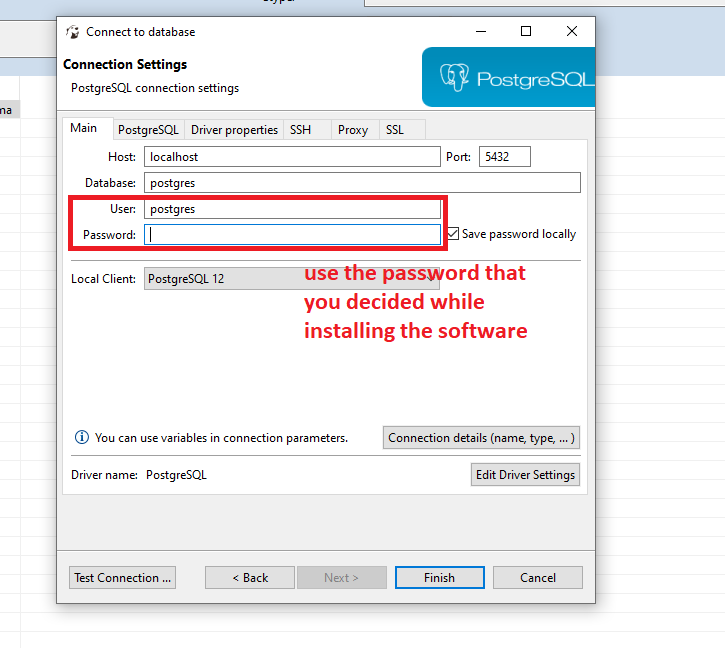 Connect to database
Connection Settings
PostgreSQL connection settings
PostgreSQL
Main PostgreSQL Driver properties SSH Proxy SSL
Host: localhost Port: 5432
Database: postgres
User: postgres
Password: Save password locally
Local Client: PostgreSQL 12
use the password that
you decided while
installing the software
You can use variables in connection parameters. Connection details (name, type, ... )
Driver name: PostgreSQL Edit Driver Settings
Test Connection ... < Back Next > Finish Cancel